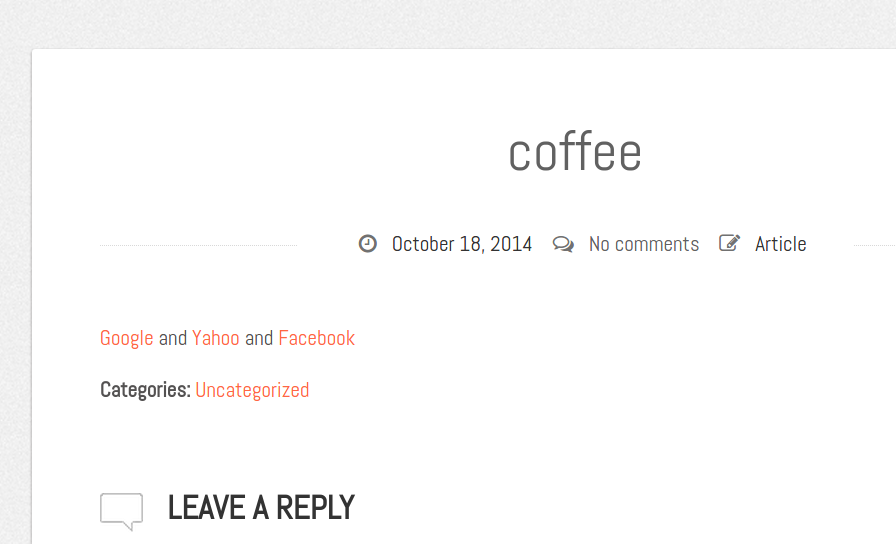 coffee
October 18, 2014 No comments Article
Google and Yahoo and Facebook
Categories: Uncategorized
LEAVE A REPLY